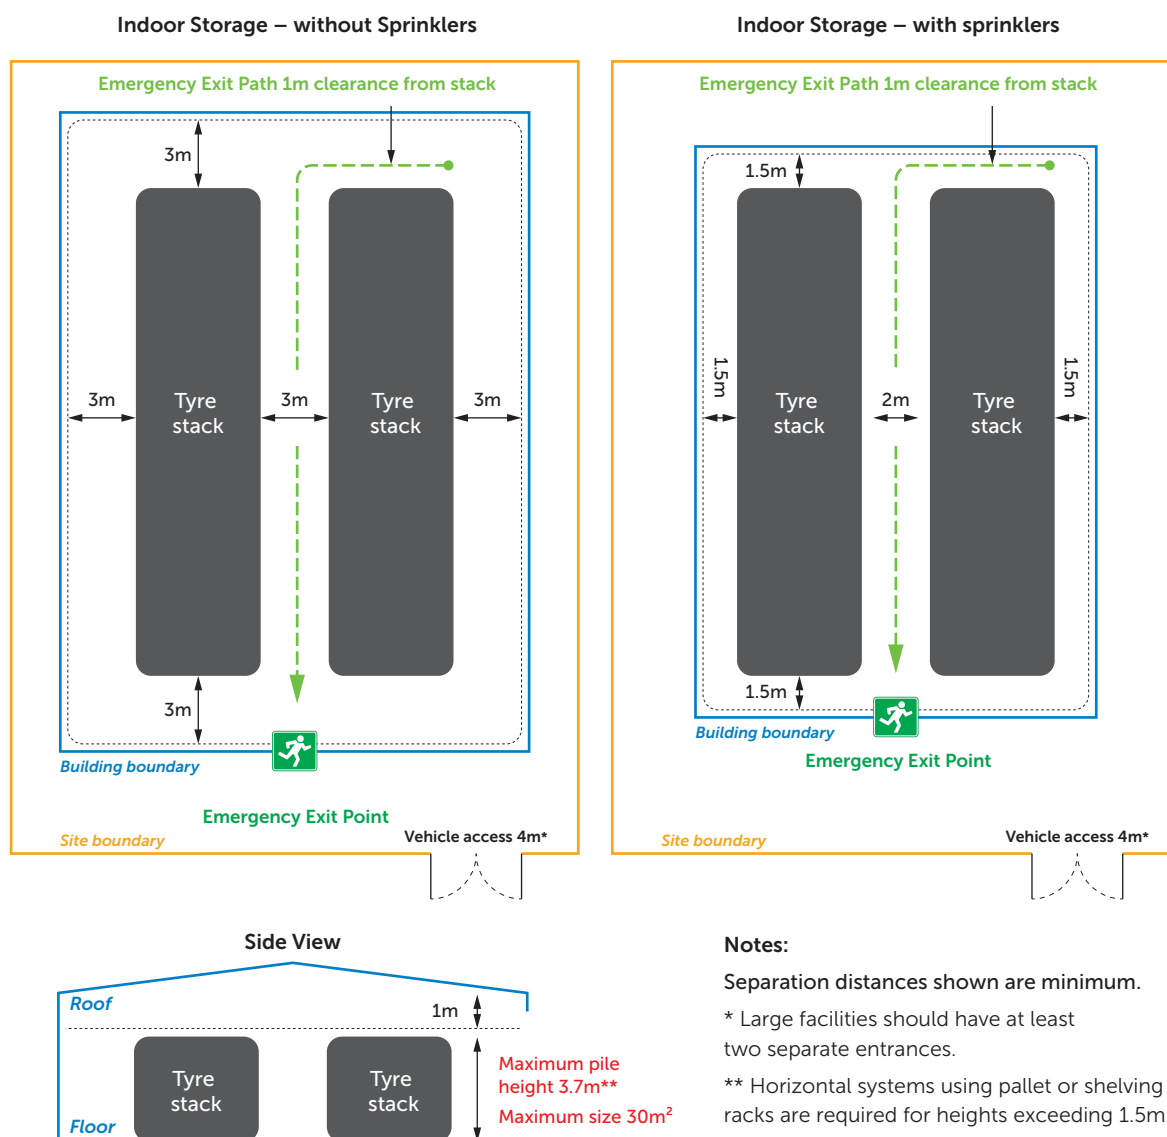 Indoor Storage – without Sprinklers
Emergency Exit Path 1m clearance from stack
3m
3m
3m
3m
Tyre
stack
Tyre
stack
3m
Building boundary
Emergency Exit Point
Site boundary
Vehicle access 4m*
Indoor Storage – with sprinklers
Emergency Exit Path 1m clearance from stack
1.5m
1.5m
2m
1.5m
Tyre
stack
Tyre
stack
1.5m
Building boundary
Emergency Exit Point
Site boundary
Vehicle access 4m*
Side View
Roof
1m
Tyre
stack
Tyre
stack
Maximum pile
height 3.7m**
Maximum size 30m²
Floor
Notes:
Separation distances shown are minimum.
* Large facilities should have at least
two separate entrances.
** Horizontal systems using pallet or shelving
racks are required for heights exceeding 1.5m